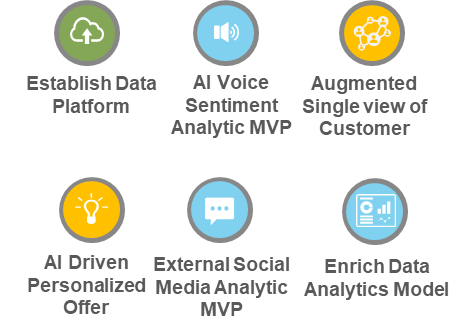 Establish Data
Platform
AI Voice
Sentiment
Analytic MVP
Augmented
Single view of
Customer
AI Driven
Personalized
Offer
External Social
Media Analytic
MVP
Enrich Data
Analytics Model